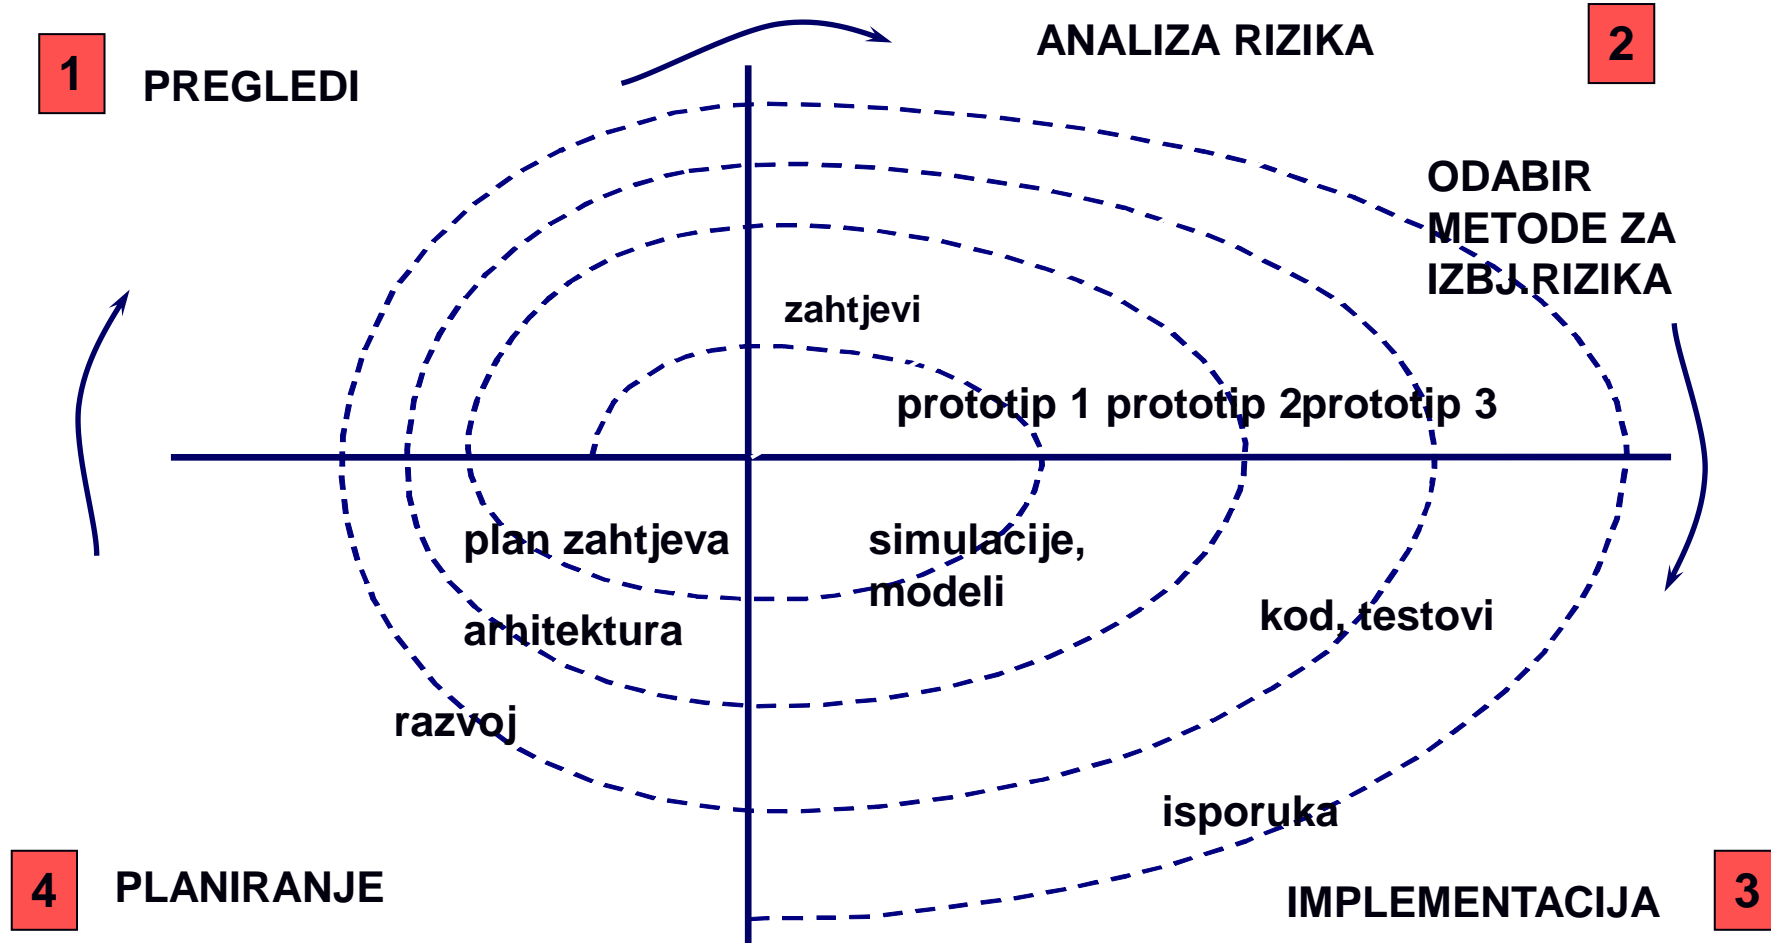 1
PREGLEDI
ANALIZA RIZIKA
2
ODABIR
METODE ZA
IZBJ.RIZIKA
zahtjevi
prototip 1 prototip 2prototip 3
plan zahtjeva
simulacije,
modeli
arhitektura
kod, testovi
razvoj
isporuka
4
PLANIRANJE
IMPLEMENTACIJA
3